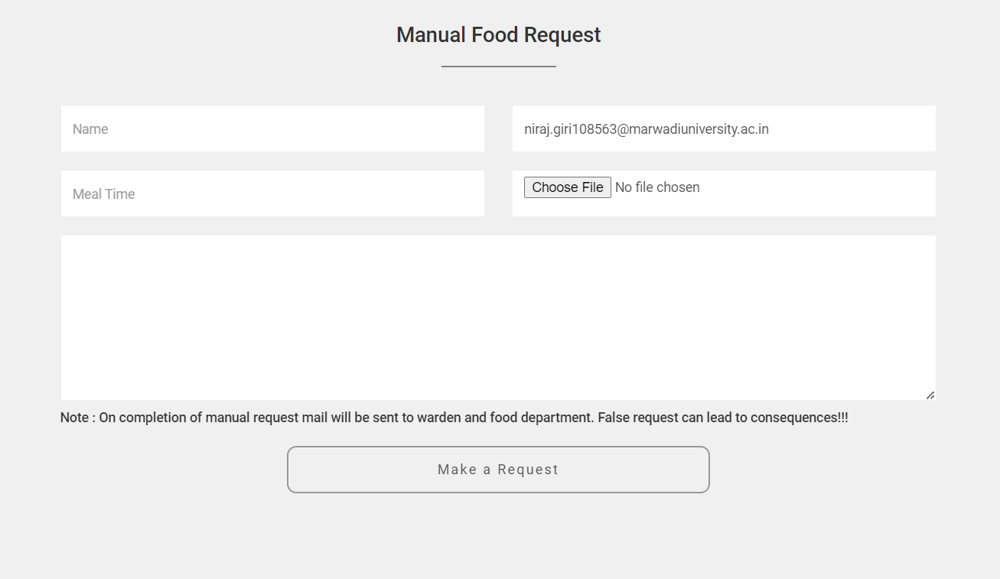 Manual Food Request
Name
niraj.giri108563@marwadiuniversity.ac.in
Meal Time
Choose File No file chosen
Note : On completion of manual request mail will be sent to warden and food department. False request can lead to consequences!!!
Make a Request